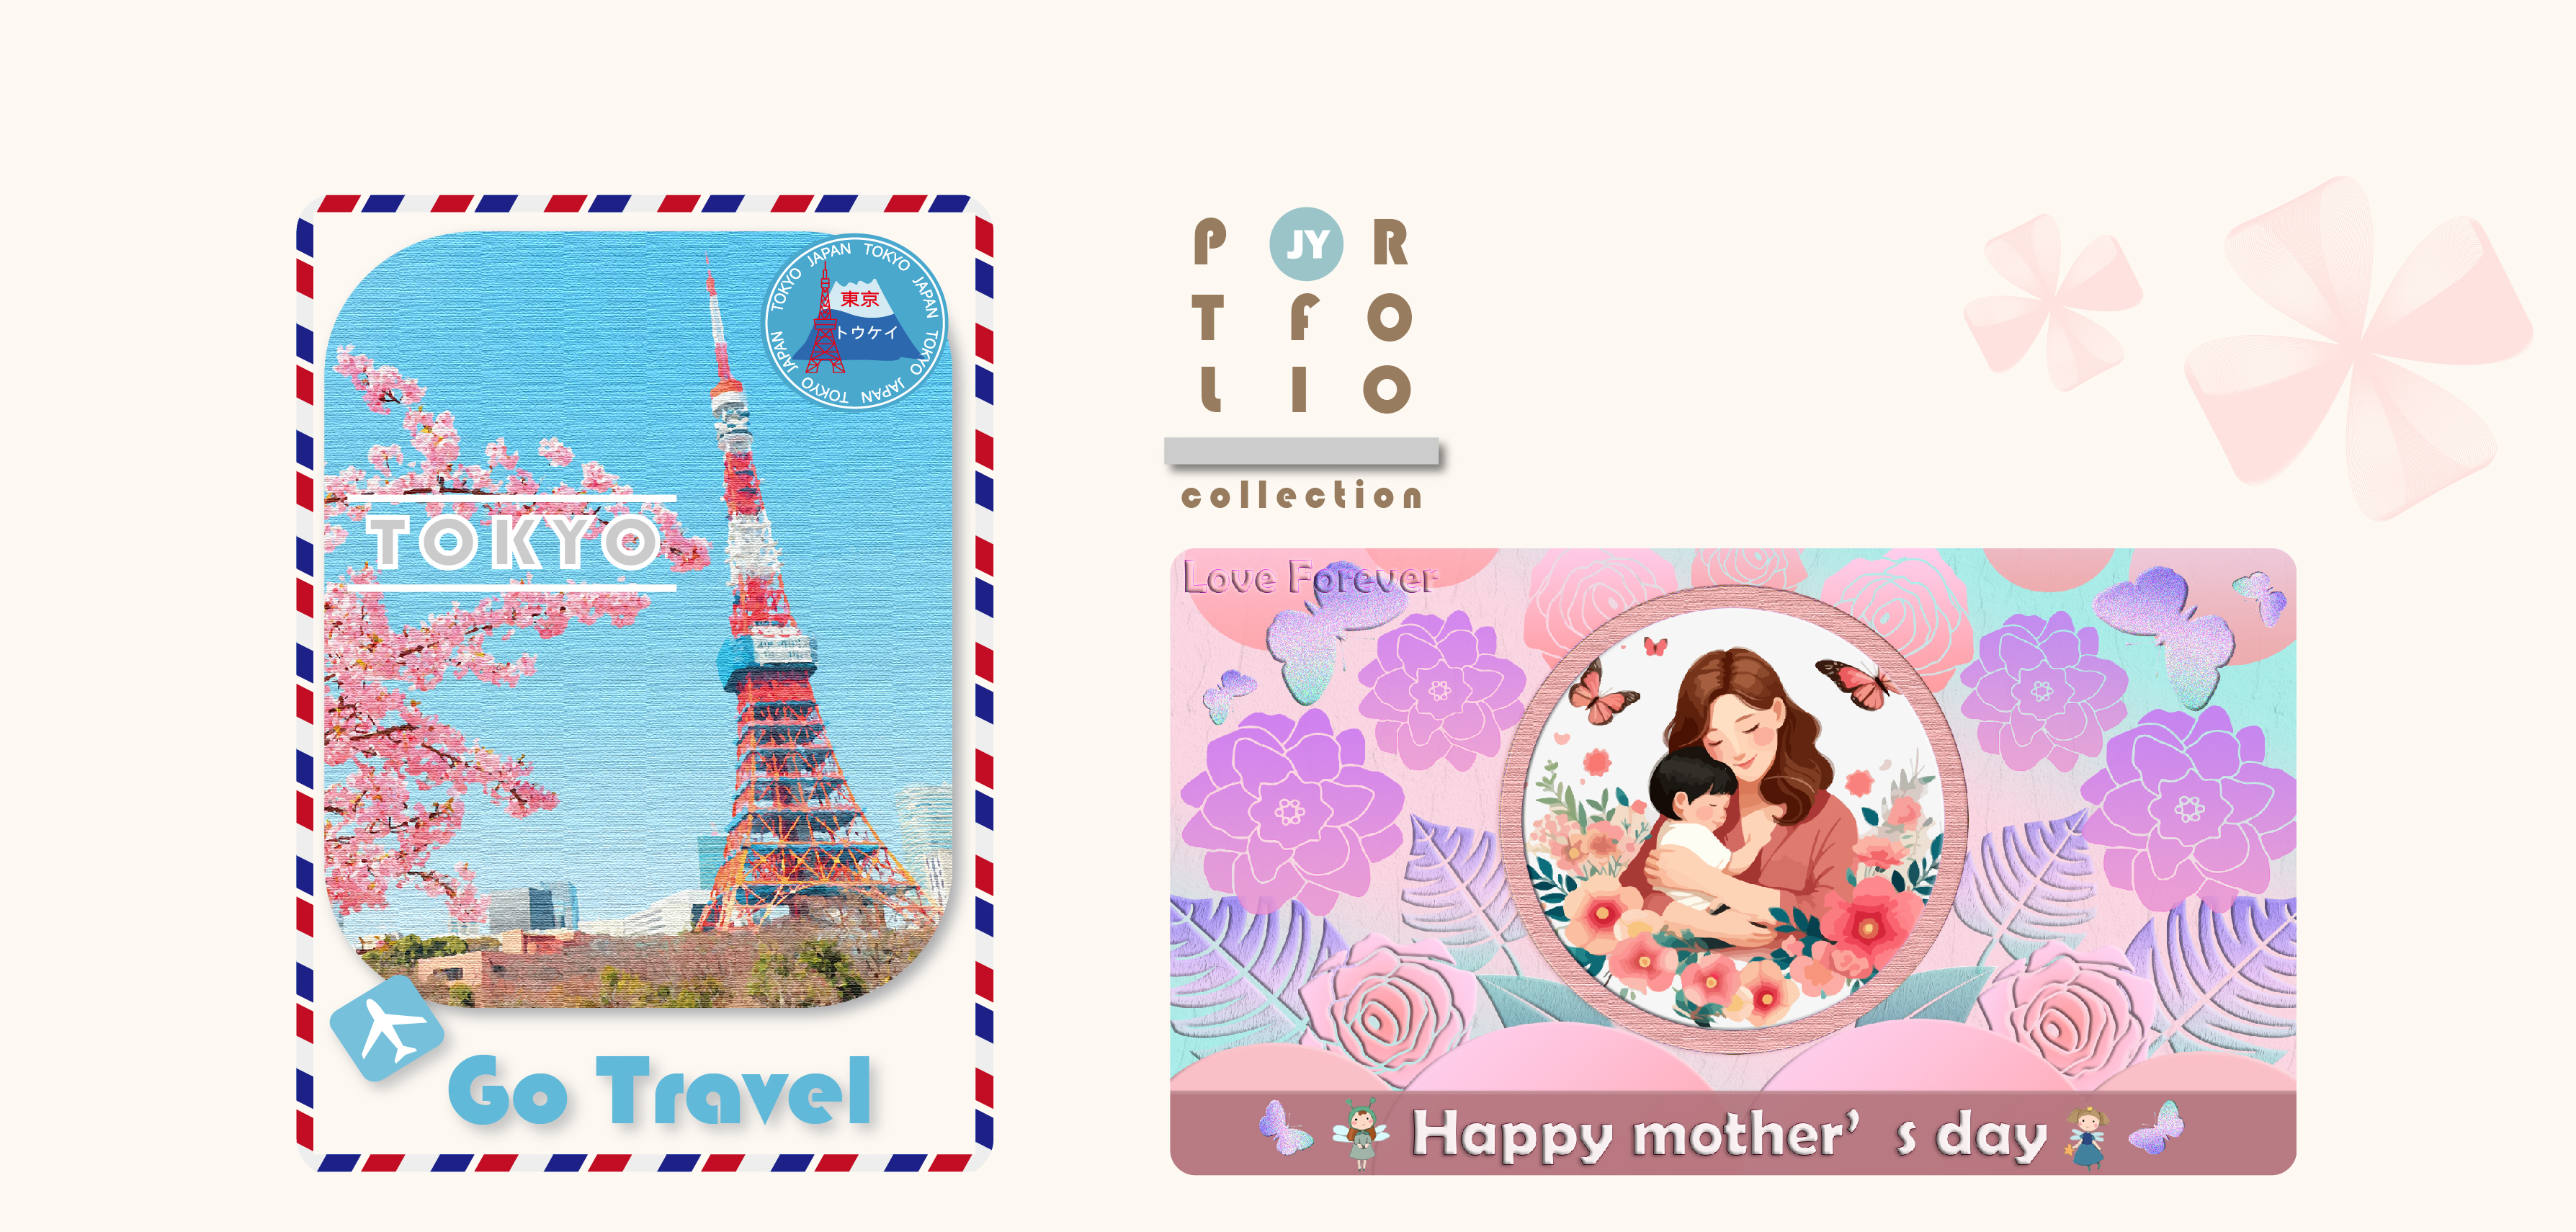 TOKYO JAPAN TOKYO JAPAN TOKYO JAPAN TOKYO JAPAN
東京
トウケイ
TOKYO
Go Travel
P JY R
T F O
L I O
collection
Love Forever
Happy mother’ s day